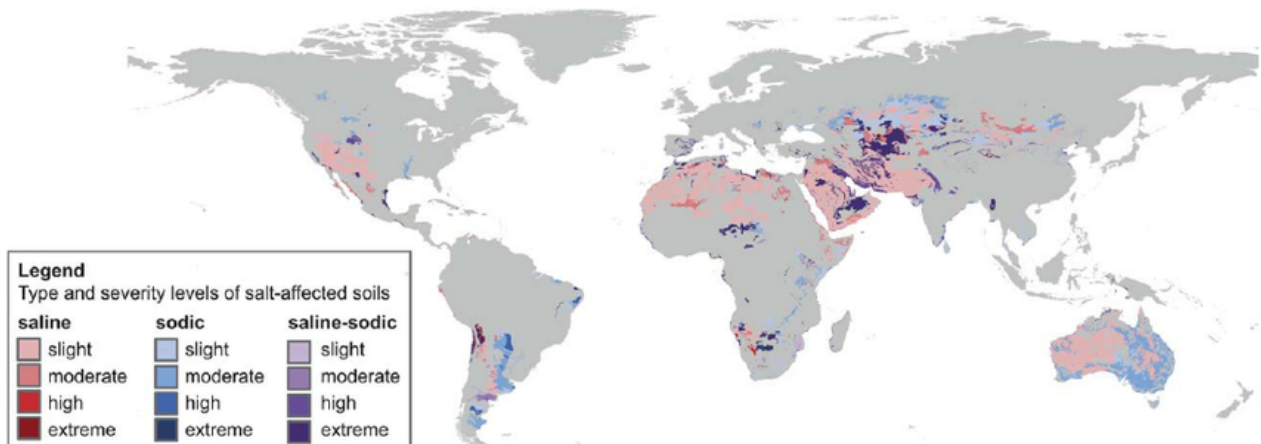 Legend
Type and severity levels of salt-affected soils
saline sodic saline-sodic
slight slight slight
moderate moderate moderate
high high high
extreme extreme extreme